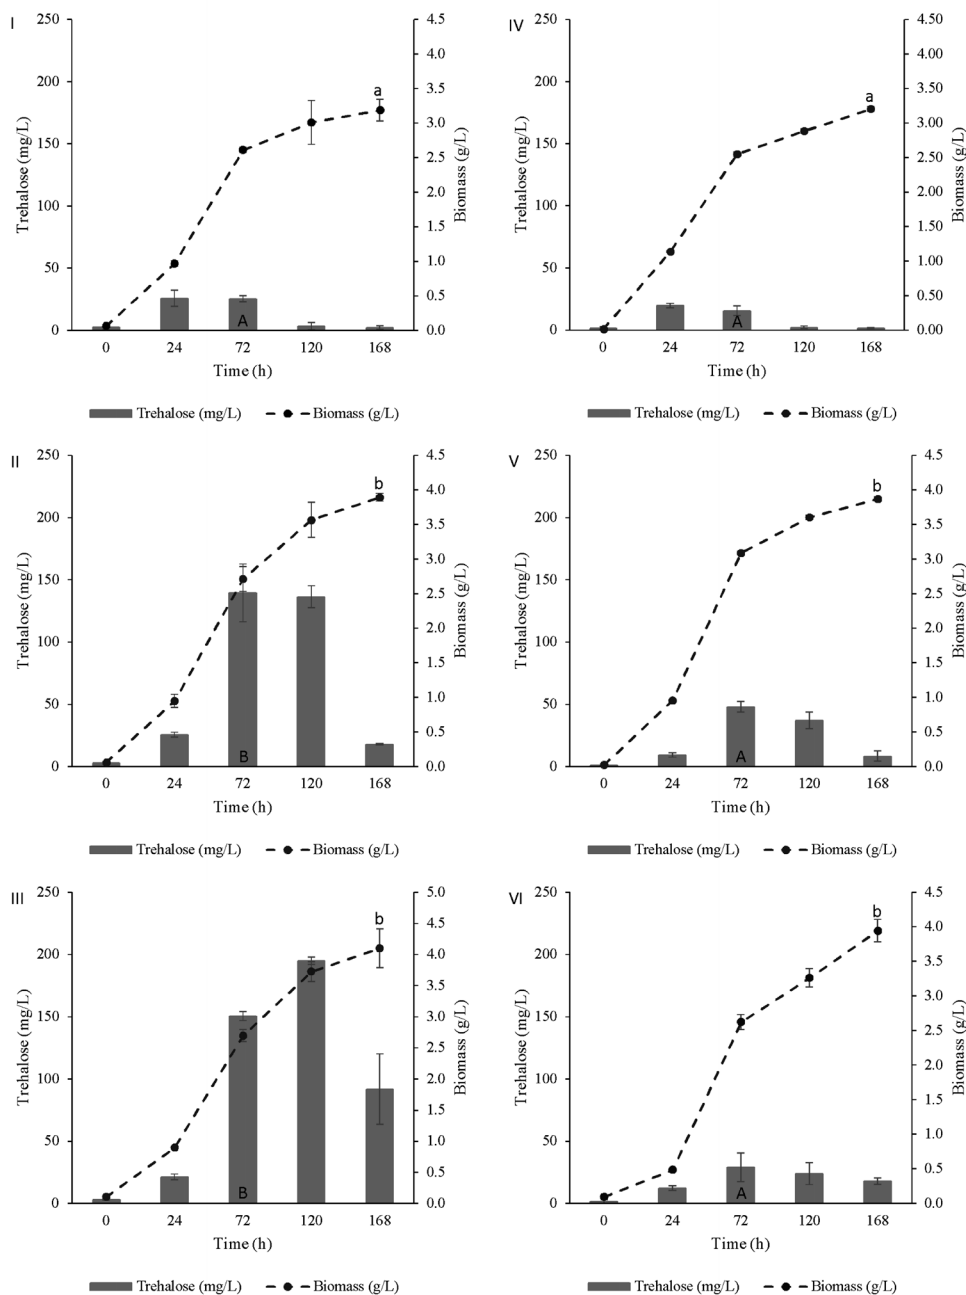 I
250
200
150
100
50
0
Trehalose (mg/L)
4.5
4.0
3.5
3.0
2.5
2.0
1.5
1.0
0.5
0.0
Biomass (g/L)
a
A
0 24 72 120 168
Time (h)
Trehalose (mg/L) Biomass (g/L)
IV
250
200
150
100
50
0
Trehalose (mg/L)
4.50
4.00
3.50
3.00
2.50
2.00
1.50
1.00
0.50
0.00
Biomass (g/L)
a
A
0 24 72 120 168
Time (h)
Trehalose (mg/L) Biomass (g/L)
II
250
200
150
100
50
0
Trehalose (mg/L)
4.5
4.0
3.5
3.0
2.5
2.0
1.5
1.0
0.5
0.0
Biomass (g/L)
b
B
0 24 72 120 168
Time (h)
Trehalose (mg/L) Biomass (g/L)
V
250
200
150
100
50
0
Trehalose (mg/L)
4.5
4.0
3.5
3.0
2.5
2.0
1.5
1.0
0.5
0.0
Biomass (g/L)
b
A
0 24 72 120 168
Time (h)
Trehalose (mg/L) Biomass (g/L)
III
250
200
150
100
50
0
Trehalose (mg/L)
5.0
4.5
4.0
3.5
3.0
2.5
2.0
1.5
1.0
0.5
0.0
Biomass (g/L)
b
B
0 24 72 120 168
Time (h)
Trehalose (mg/L) Biomass (g/L)
VI
250
200
150
100
50
0
Trehalose (mg/L)
4.5
4.0
3.5
3.0
2.5
2.0
1.5
1.0
0.5
0.0
Biomass (g/L)
b
A
0 24 72 120 168
Time (h)
Trehalose (mg/L) Biomass (g/L)